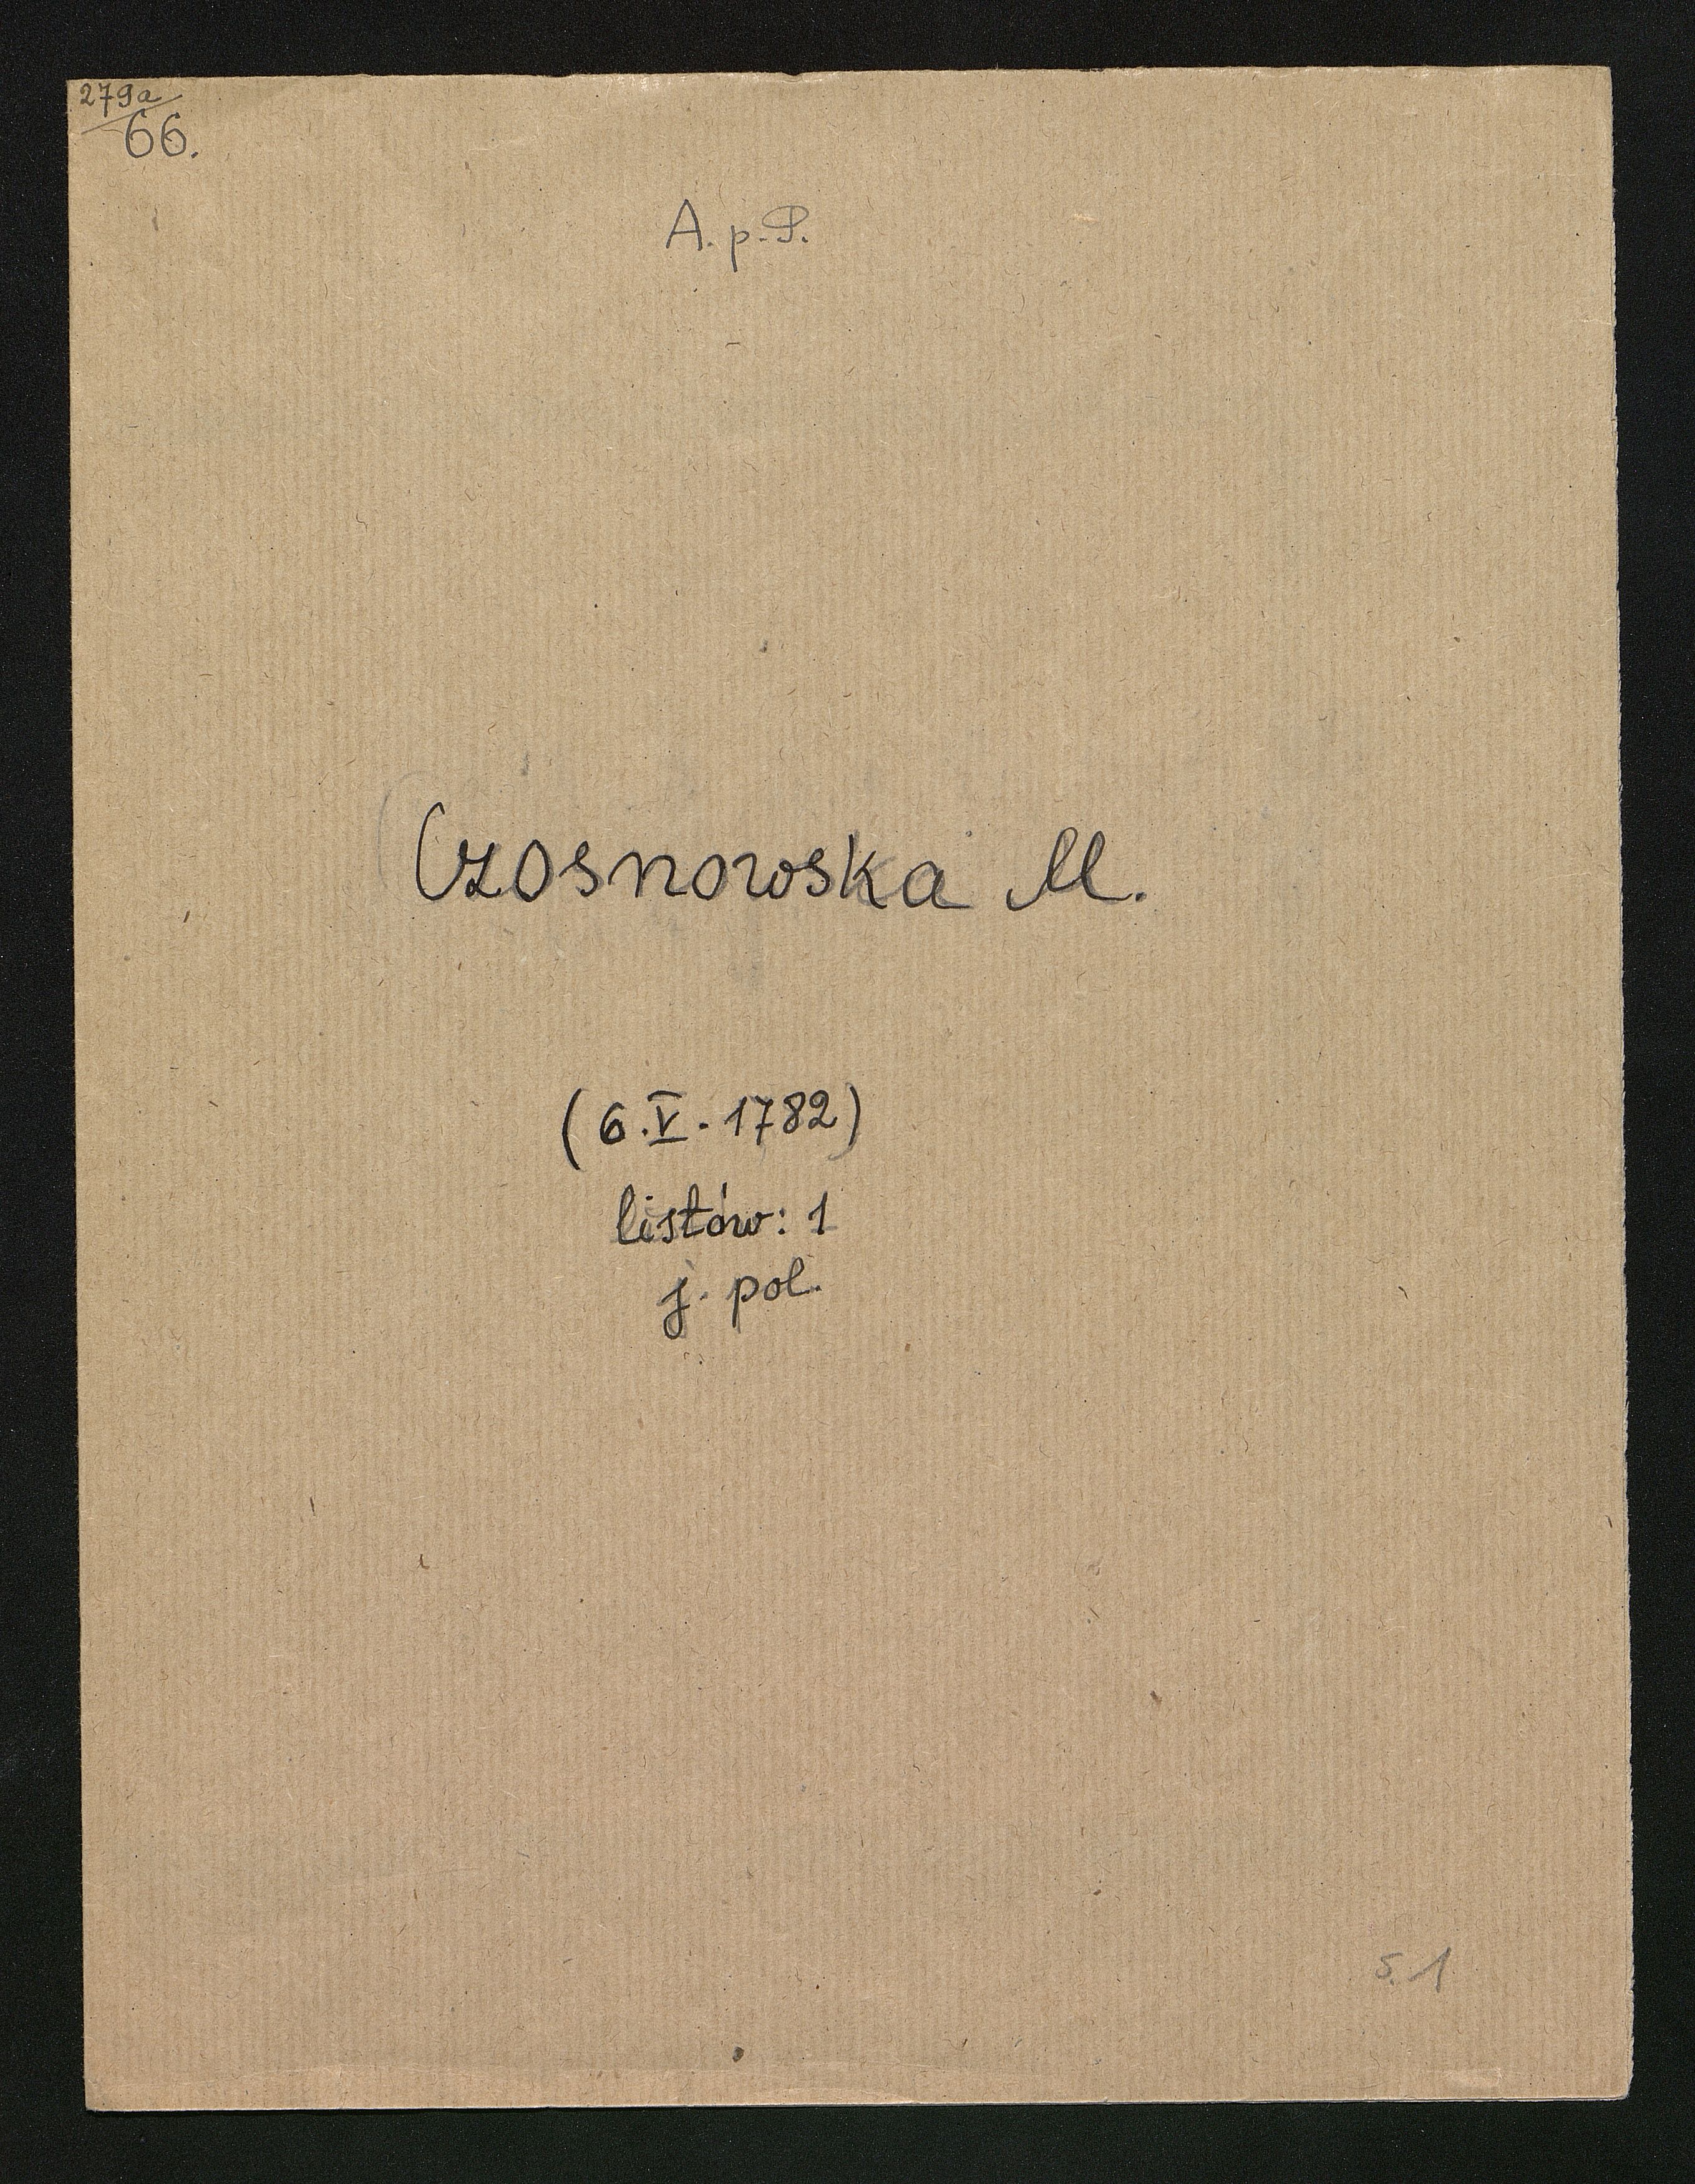 279a
66.
A. p. P.
Czosnowska M.
(6.V.1782)
listów: 1
j. pol.
s. 1